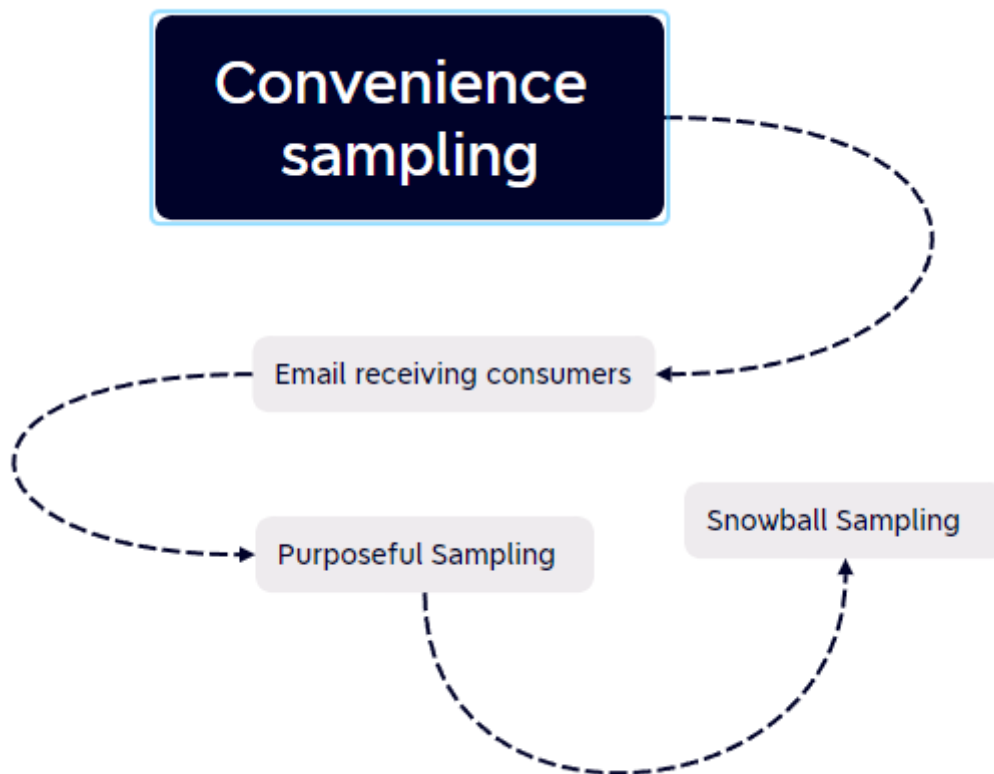 Convenience
sampling
Email receiving consumers
Purposeful Sampling
Snowball Sampling